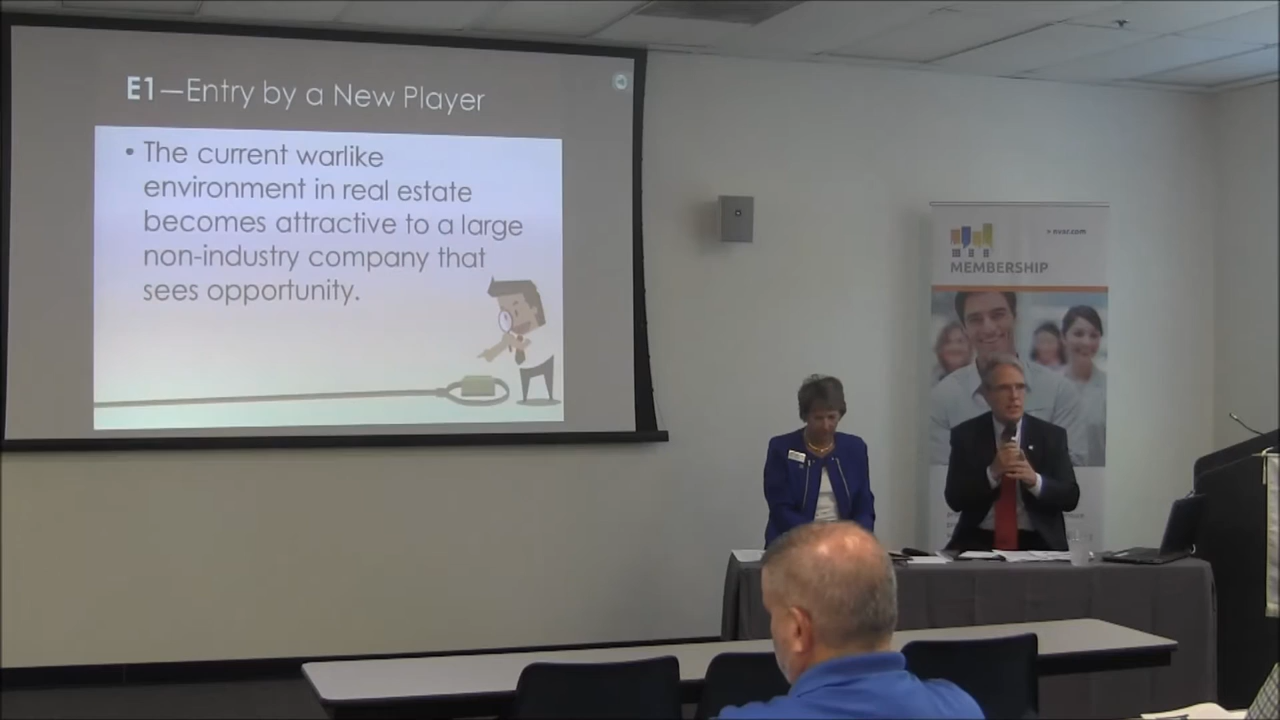 E1—Entry by a New Player
• The current warlike
environment in real estate
becomes attractive to a large
non-industry company that
sees opportunity.
MEMBERSHIP